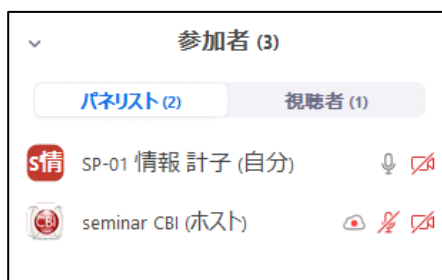 参加者 (3)
パネリスト (2) 視聴者 (1)
S情 SP-01 情報 計子 (自分)
CBI seminar CBI (ホスト)